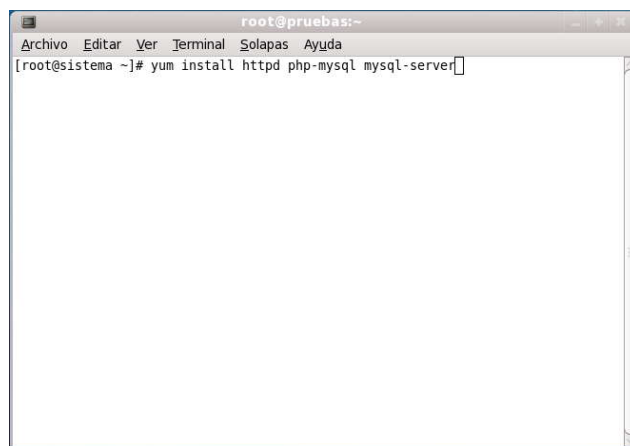 root@pruebas:~
Archivo Editar Ver Terminal Solapas Ayuda
[root@sistema ~]# yum install httpd php-mysql mysql-server